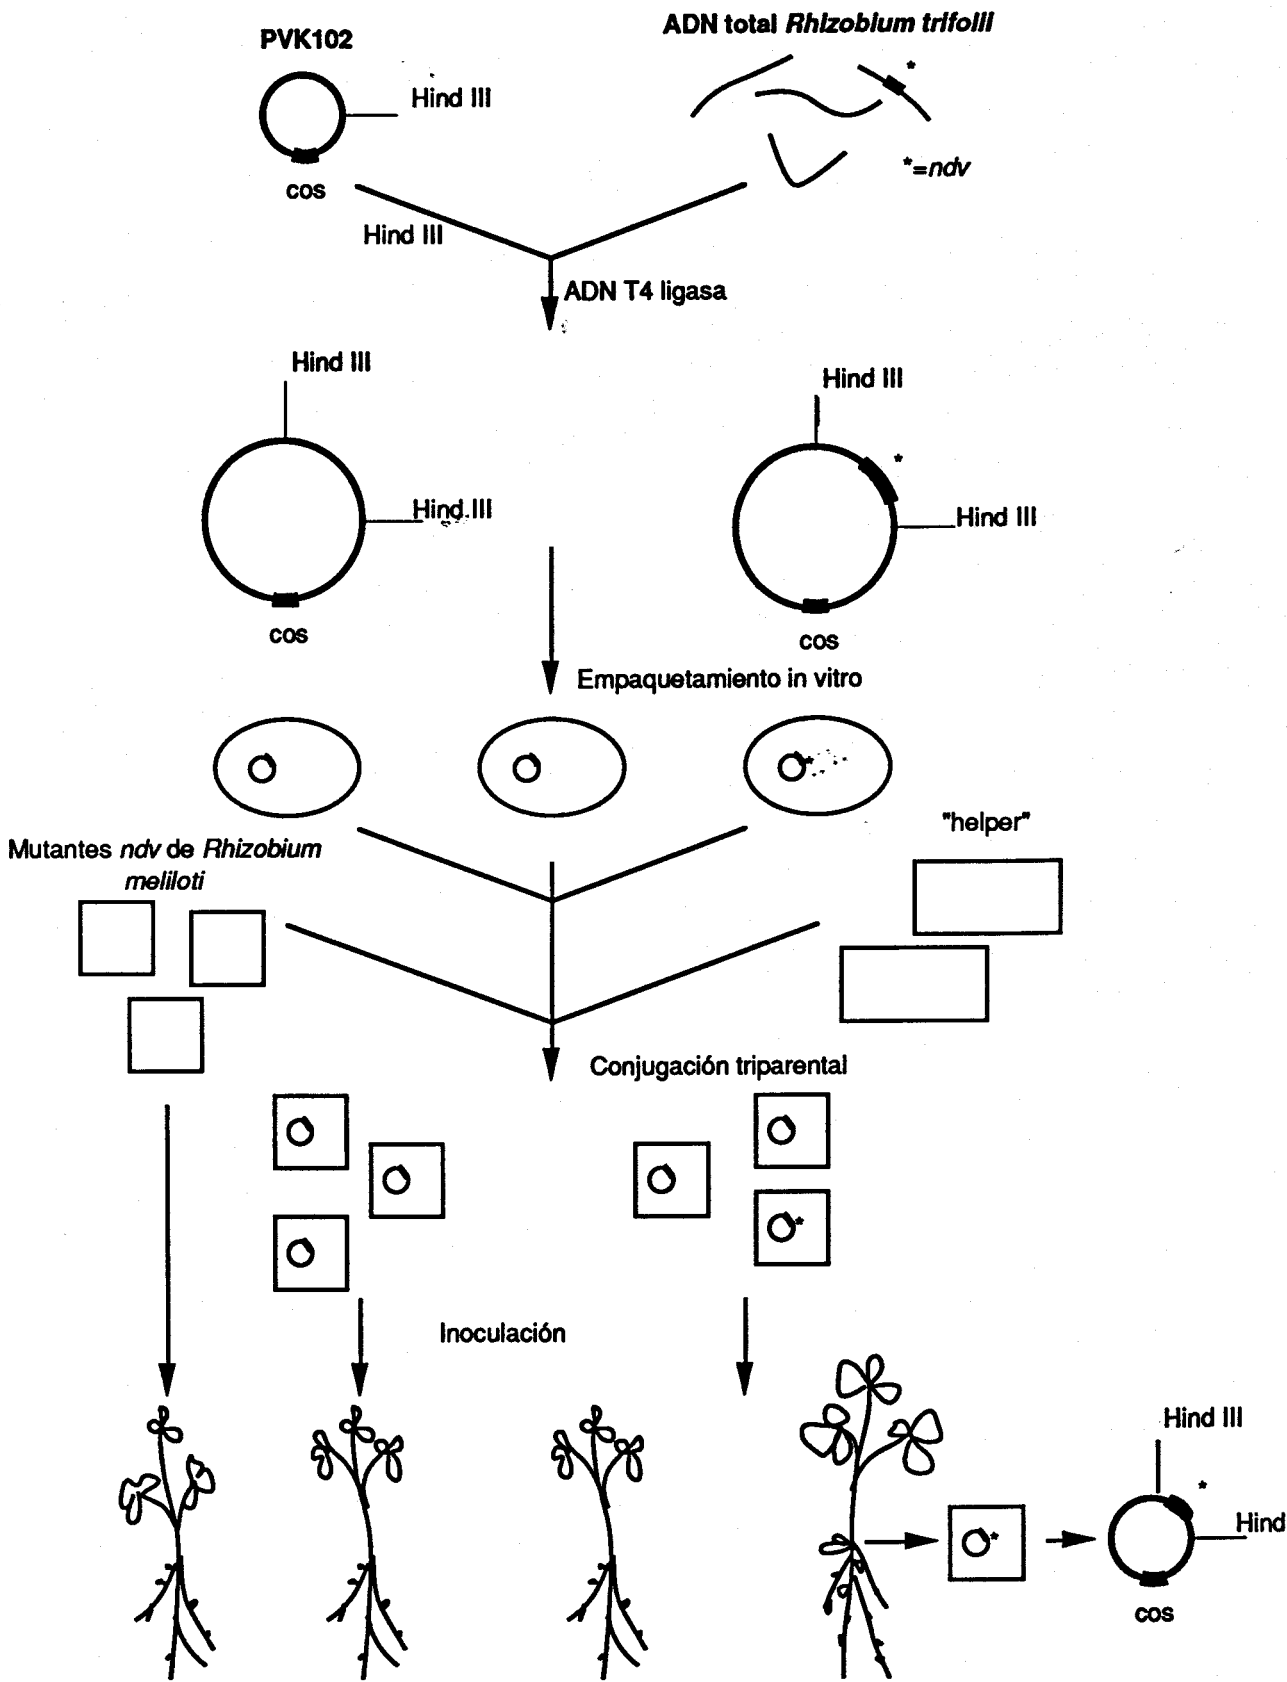 PVK102
ADN total Rhizobium trifolii
*
Hind III
*=ndv
cos
Hind III
ADN T4 ligasa
Hind III
Hind III
*
Hind III
Hind III
cos
cos
Empaquetamiento in vitro
*
"helper"
Mutantes ndv de Rhizobium
meliloti
Conjugación triparental
*
Inoculación
Hind III
*
*
Hind
cos